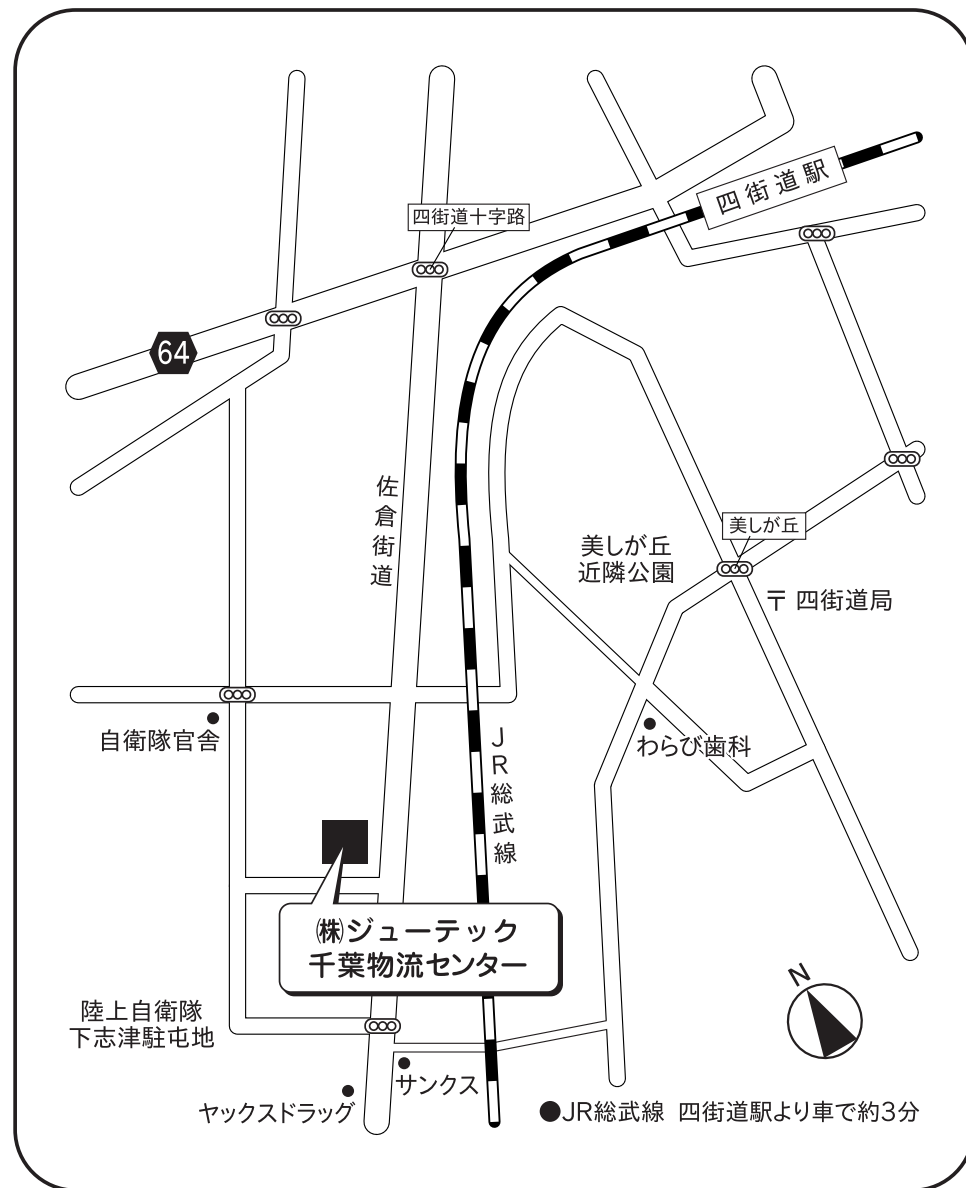 四街道駅
四街道十字路
64
佐倉街道
美しが丘
美しが丘
近隣公園
〒 四街道局
自衛隊官舎
わらび歯科
JR総武線
㈱ジューテック
千葉物流センター
陸上自衛隊
下志津駐屯地
N
サンクス
ヤックスドラッグ
●JR総武線 四街道駅より車で約3分